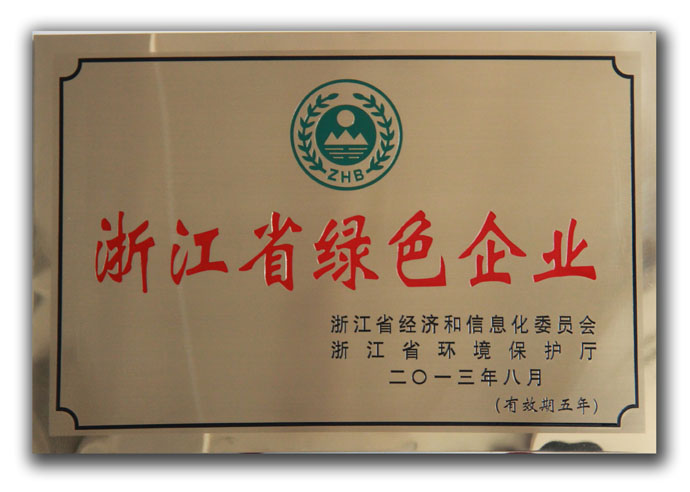 ZHB
浙江省绿色企业
浙江省经济和信息化委员会
浙江省环境保护厅
二〇一三年八月
(有效期五年)